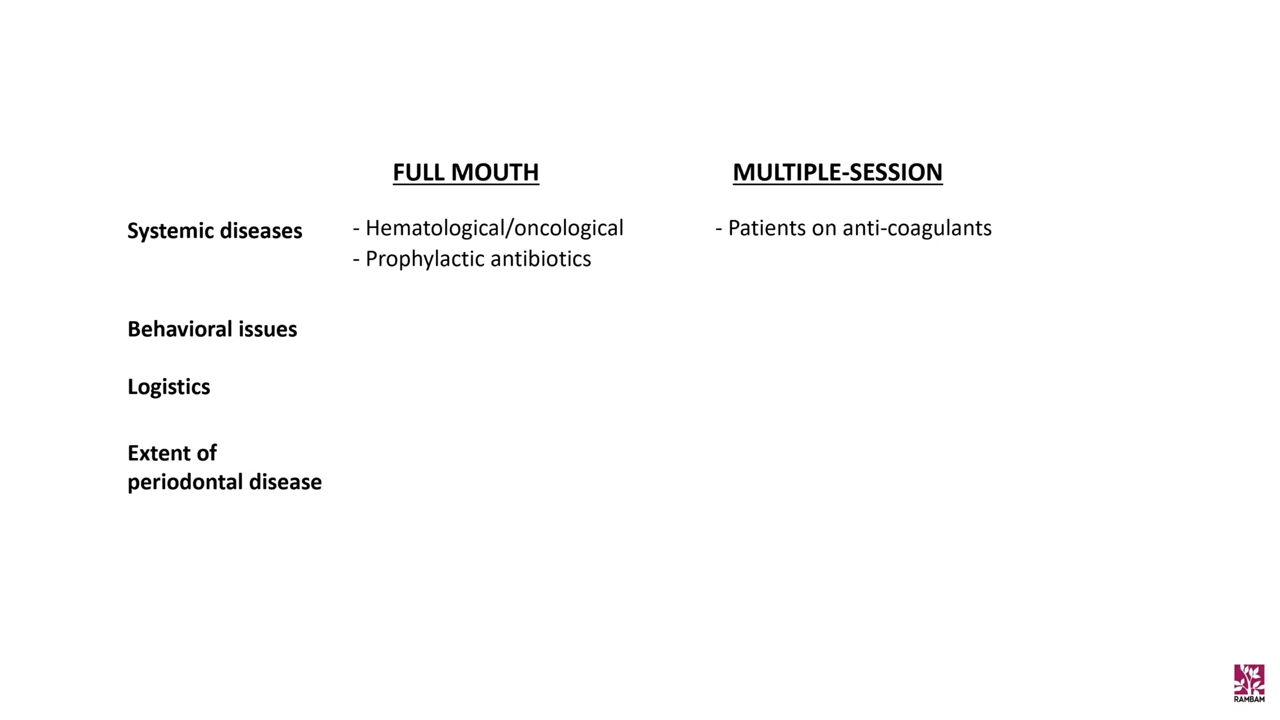 FULL MOUTH MULTIPLE-SESSION
Systemic diseases - Hematological/oncological - Patients on anti-coagulants
- Prophylactic antibiotics
Behavioral issues
Logistics
Extent of
periodontal disease
RAMBAM